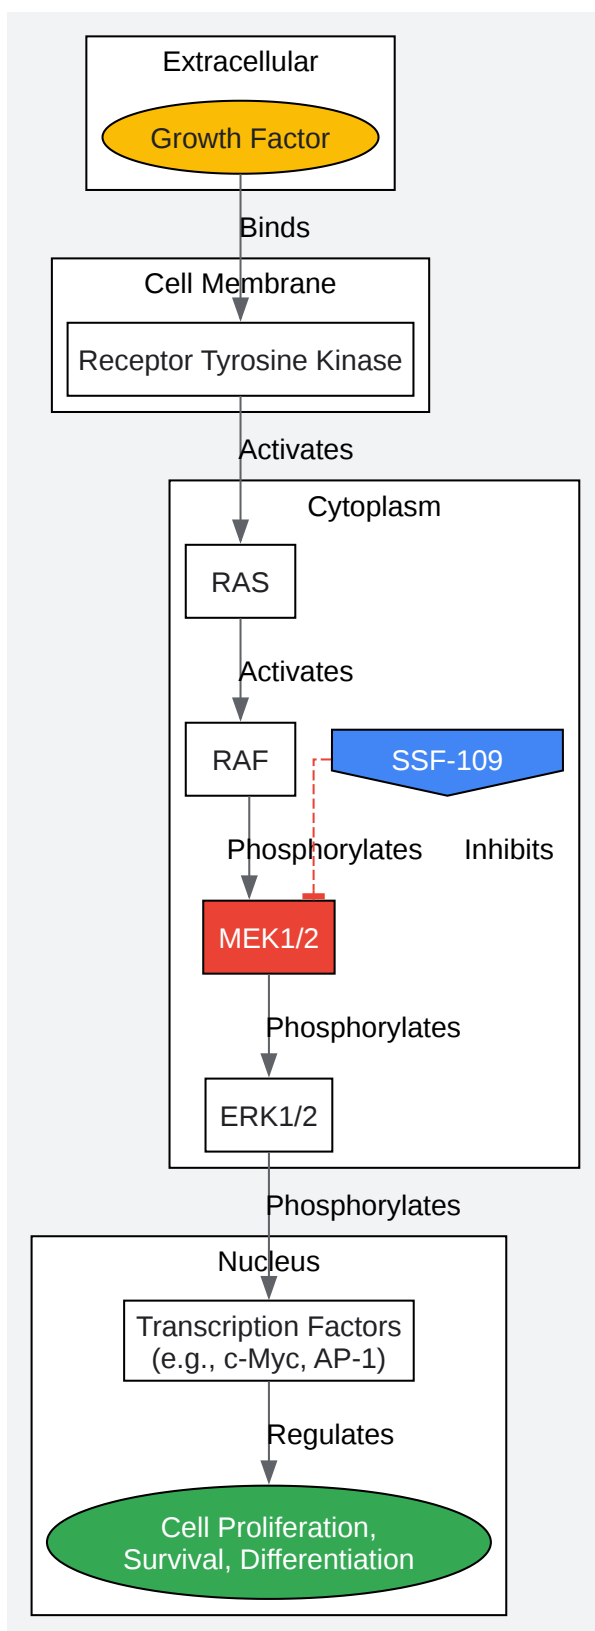 Extracellular
Growth Factor
Binds
Cell Membrane
Receptor Tyrosine Kinase
Activates
Cytoplasm
RAS
Activates
RAF
SSF-109
Phosphorylates
Inhibits
MEK1/2
Phosphorylates
ERK1/2
Phosphorylates
Nucleus
Transcription Factors
(e.g., c-Myc, AP-1)
Regulates
Cell Proliferation,
Survival, Differentiation